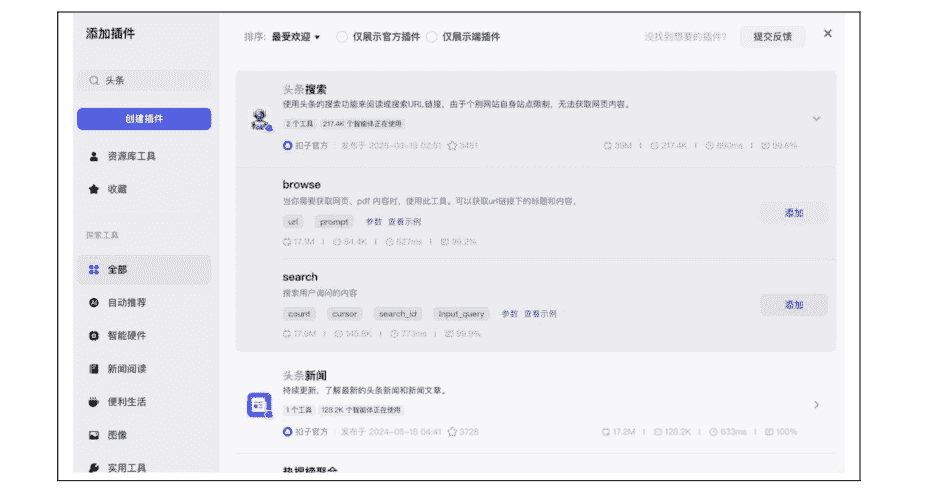 添加插件
头条
创建插件
资源库工具
收藏
探索工具
全部
自动推荐
智能硬件
新闻阅读
便利生活
图像
实用工具
排序: 最受欢迎 仅展示官方插件 仅展示端插件 没找到想要的插件? 提交反馈
头条搜索
使用头条的搜索功能来阅读或搜索URL链接。由于个别网站自身站点限制，无法获取网页内容。
2 个工具 217.4K 个智能体正在使用
扣子官方 发布于 02:51 3451
217.4K
browse
当你需要获取网页、pdf 内容时，使用此工具。可以获取url链接下的标题和内容。
添加
url prompt 参数 查看示例
17.1M 64.4K 627ms 99.2%
search
搜索用户询问的内容
添加
count cursor search_id input_query 参数 查看示例
773ms 99.9%
头条新闻
持续更新，了解最新的头条新闻和新闻文章。
1 个工具 128.2K 个智能体正在使用
扣子官方 04:41 3728 17.2M 128.2K 633ms 100%